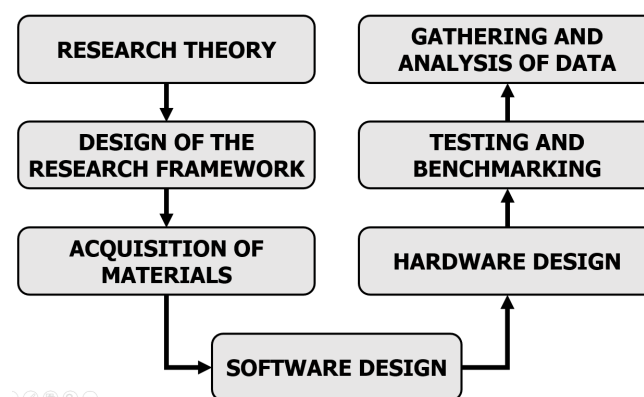 RESEARCH THEORY
DESIGN OF THE
RESEARCH FRAMEWORK
ACQUISITION OF
MATERIALS
SOFTWARE DESIGN
HARDWARE DESIGN
TESTING AND
BENCHMARKING
GATHERING AND
ANALYSIS OF DATA